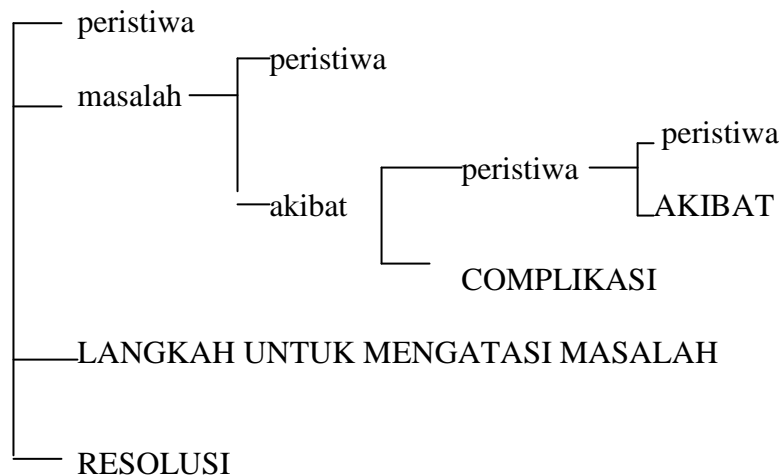 peristiwa
peristiwa
masalah
peristiwa
peristiwa
akibat
AKIBAT
COMPLIKASI
LANGKAH UNTUK MENGATASI MASALAH
RESOLUSI